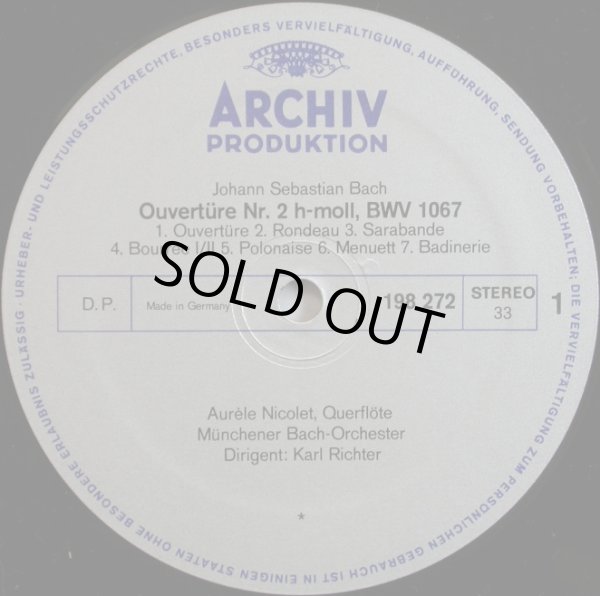 URHEBER- UND LEISTUNGSSCHUTZRECHTE, BESONDERS VERVIELFÄLTIGUNG, AUFFÜHRUNG, SENDUNG VORBEHALTEN; DIE VERVIELFÄLTIGUNG ZUM PERSÖNLICHEN GEBRAUCH IST IN EINIGEN STAATEN OHNE BESONDERE ERLAUBNIS ZULÄSSIG ·
ARCHIV
PRODUKTION
Johann Sebastian Bach
Ouvertüre Nr. 2 h-moll, BWV 1067
1. Ouvertüre 2. Rondeau 3. Sarabande
4. Bourrée I/II 5. Polonaise 6. Menuett 7. Badinerie
SOLD OUT
D.P. Made in Germany 198 272 STEREO 33 1
Aurèle Nicolet, Querflöte
Münchener Bach-Orchester
Dirigent: Karl Richter
*